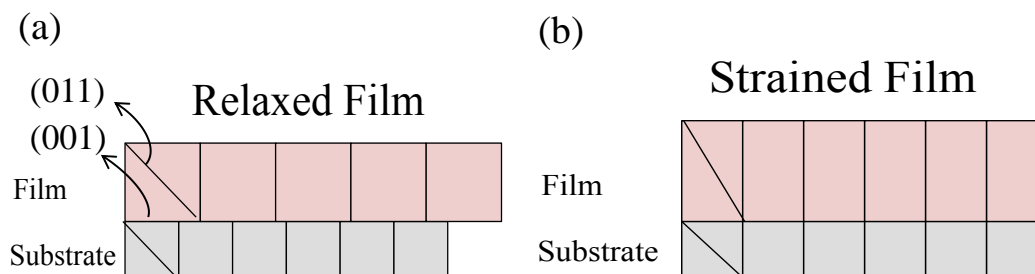 (a)
(011)
(001)
Relaxed Film
Film
Substrate
(b)
Strained Film
Film
Substrate